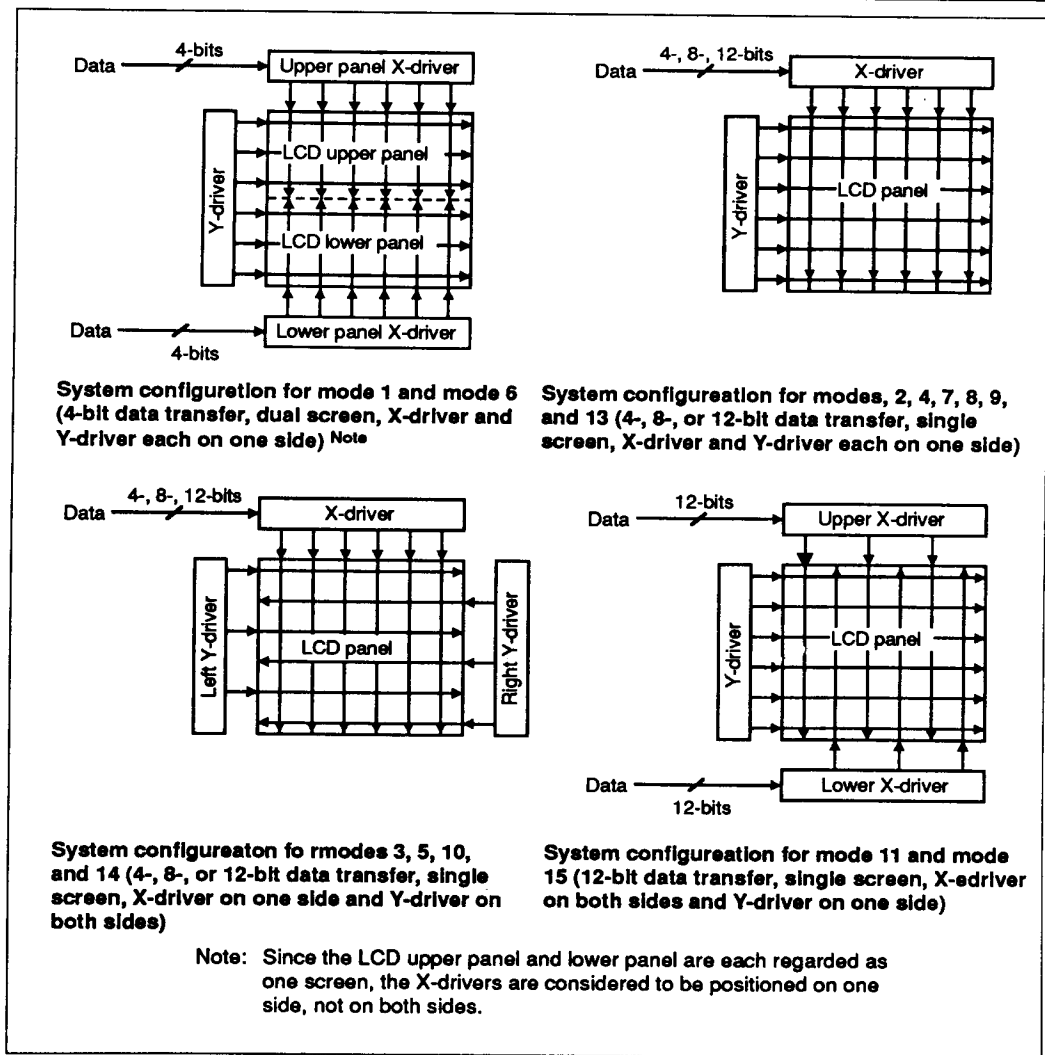 4-bits
Data
Upper panel X-driver
Y-driver
LCD upper panel
LCD lower panel
Data
Lower panel X-driver
4-bits
System configuretion for mode 1 and mode 6
(4-bit data transfer, dual screen, X-driver and
Y-driver each on one side) Note
4-, 8-, 12-bits
Data
X-driver
Y-driver
LCD panel
System configureation for modes, 2, 4, 7, 8, 9,
and 13 (4-, 8-, or 12-bit data transfer, single
screen, X-driver and Y-driver each on one side)
4-, 8-, 12-bits
Data
X-driver
Left Y-driver
LCD panel
Right Y-driver
System configureaton fo rmodes 3, 5, 10,
and 14 (4-, 8-, or 12-bit data transfer, single
screen, X-driver on one side and Y-driver on
both sides)
12-bits
Data
Upper X-driver
Y-driver
LCD panel
Data
Lower X-driver
12-bits
System configureation for mode 11 and mode
15 (12-bit data transfer, single screen, X-edriver
on both sides and Y-driver on one side)
Note: Since the LCD upper panel and lower panel are each regarded as
one screen, the X-drivers are considered to be positioned on one
side, not on both sides.